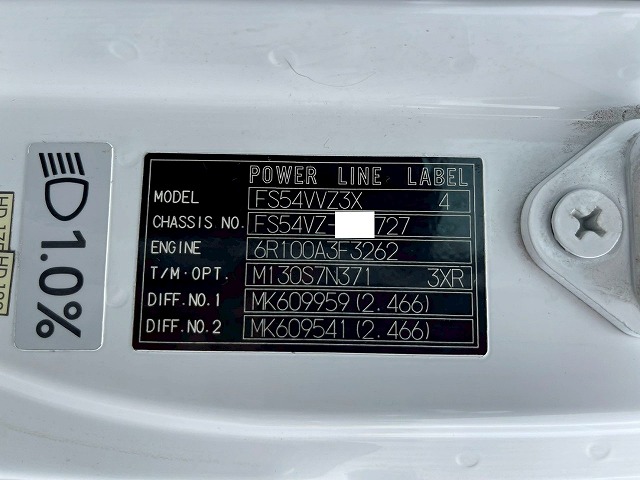 POWER LINE LABEL
MODEL FS54VVZ3X 4
CHASSIS NO. FS54VZ- 727
ENGINE 6R100A3F3262
T/M·OPT. M130S7N371 3XR
DIFF.NO.1 MK609959 (2.466)
DIFF.NO.2 MK609541 (2.466)
1.0%